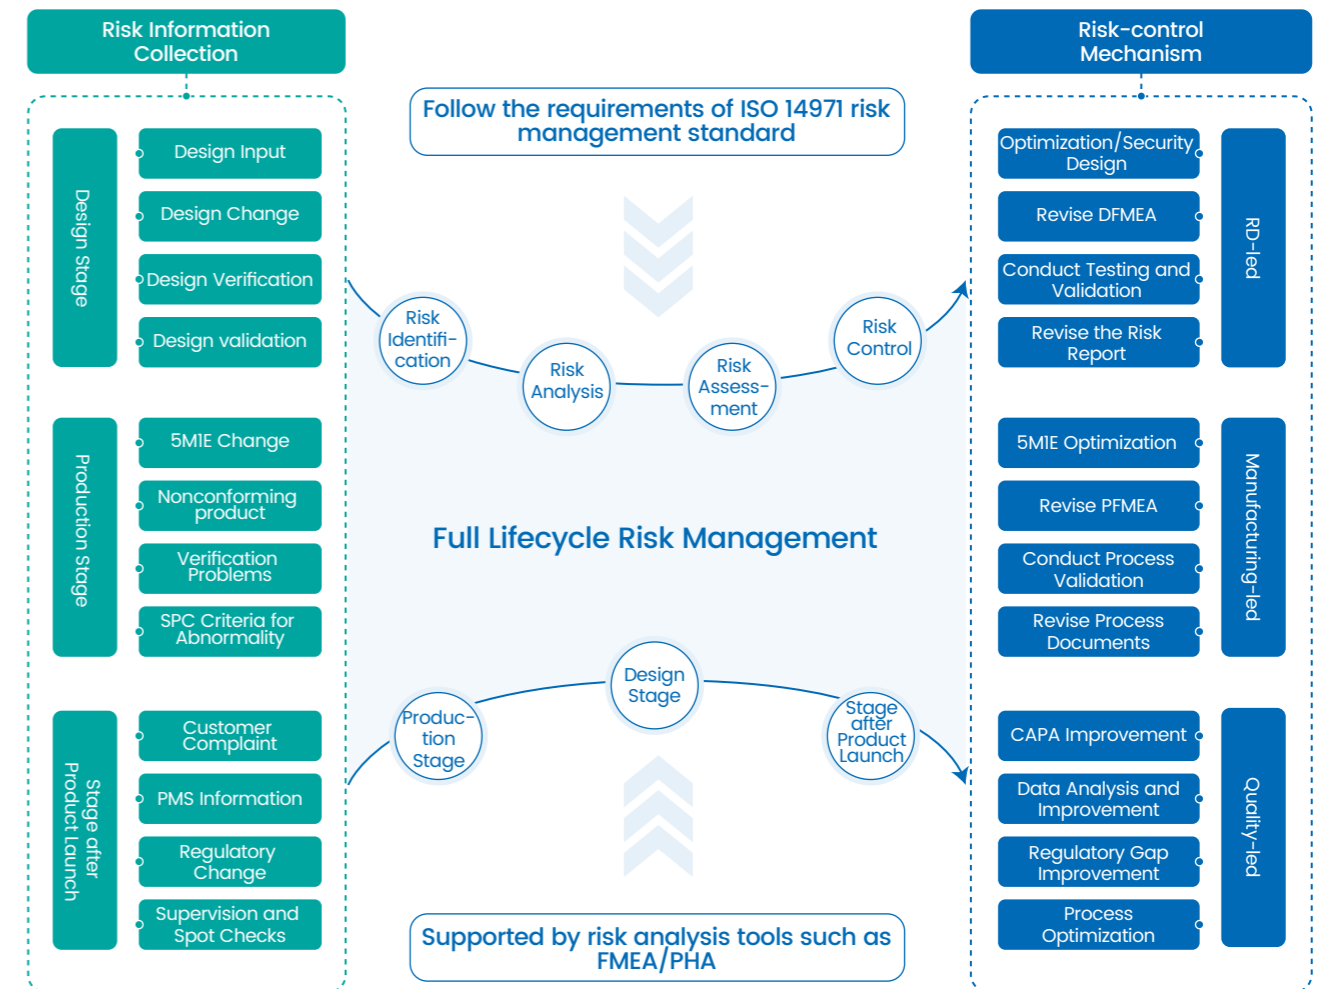 Risk Information
Collection
Design Stage
Design Input
Design Change
Design Verification
Design validation
Production Stage
5M1E Change
Nonconforming
product
Verification
Problems
SPC Criteria for
Abnormality
Stage after
Product Launch
Customer
Complaint
PMS Information
Regulatory
Change
Supervision and
Spot Checks
Follow the requirements of ISO 14971 risk
management standard
Risk
Identifi-
cation
Risk
Analysis
Risk
Assess-
ment
Risk
Control
Full Lifecycle Risk Management
Produc-
tion
Stage
Design
Stage
Stage
after
Product
Launch
Supported by risk analysis tools such as
FMEA/PHA
Risk-control
Mechanism
Optimization/Security
Design
Revise DFMEA
Conduct Testing and
Validation
Revise the Risk
Report
RD-led
5M1E Optimization
Revise PFMEA
Conduct Process
Validation
Revise Process
Documents
Manufacturing-led
CAPA Improvement
Data Analysis and
Improvement
Regulatory Gap
Improvement
Process
Optimization
Quality-led